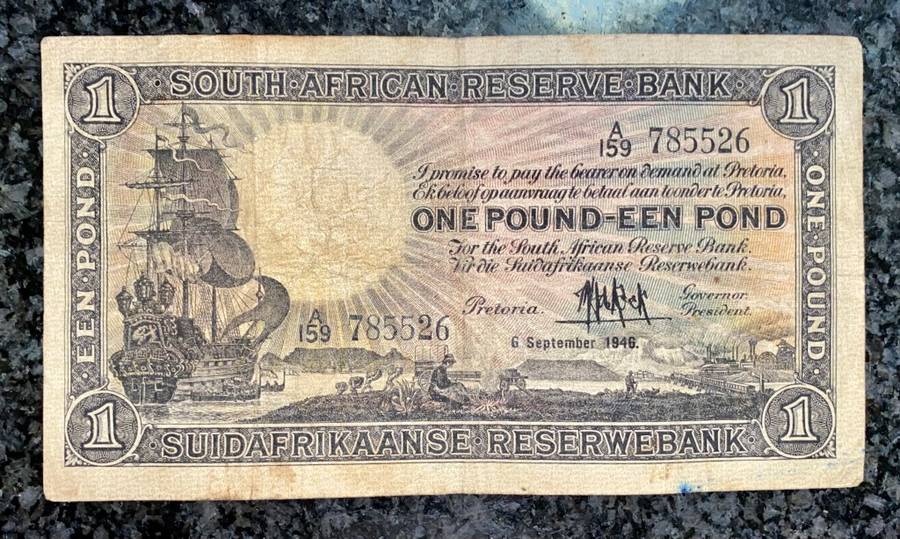 1 · SOUTH · AFRICAN · RESERVE · BANK · 1
A/159 785526
I promise to pay the bearer on demand at Pretoria.
Ek beloof op aanvraag te betaal aan toonder te Pretoria.
ONE POUND-EEN POND
For the South African Reserve Bank.
Vir die Suidafrikaanse Reserwebank.
Pretoria. Governor.
President.
A/159 785526
6 September 1946.
· EEN · POND ·
· ONE · POUND ·
1 · SUIDAFRIKAANSE · RESERWEBANK · 1